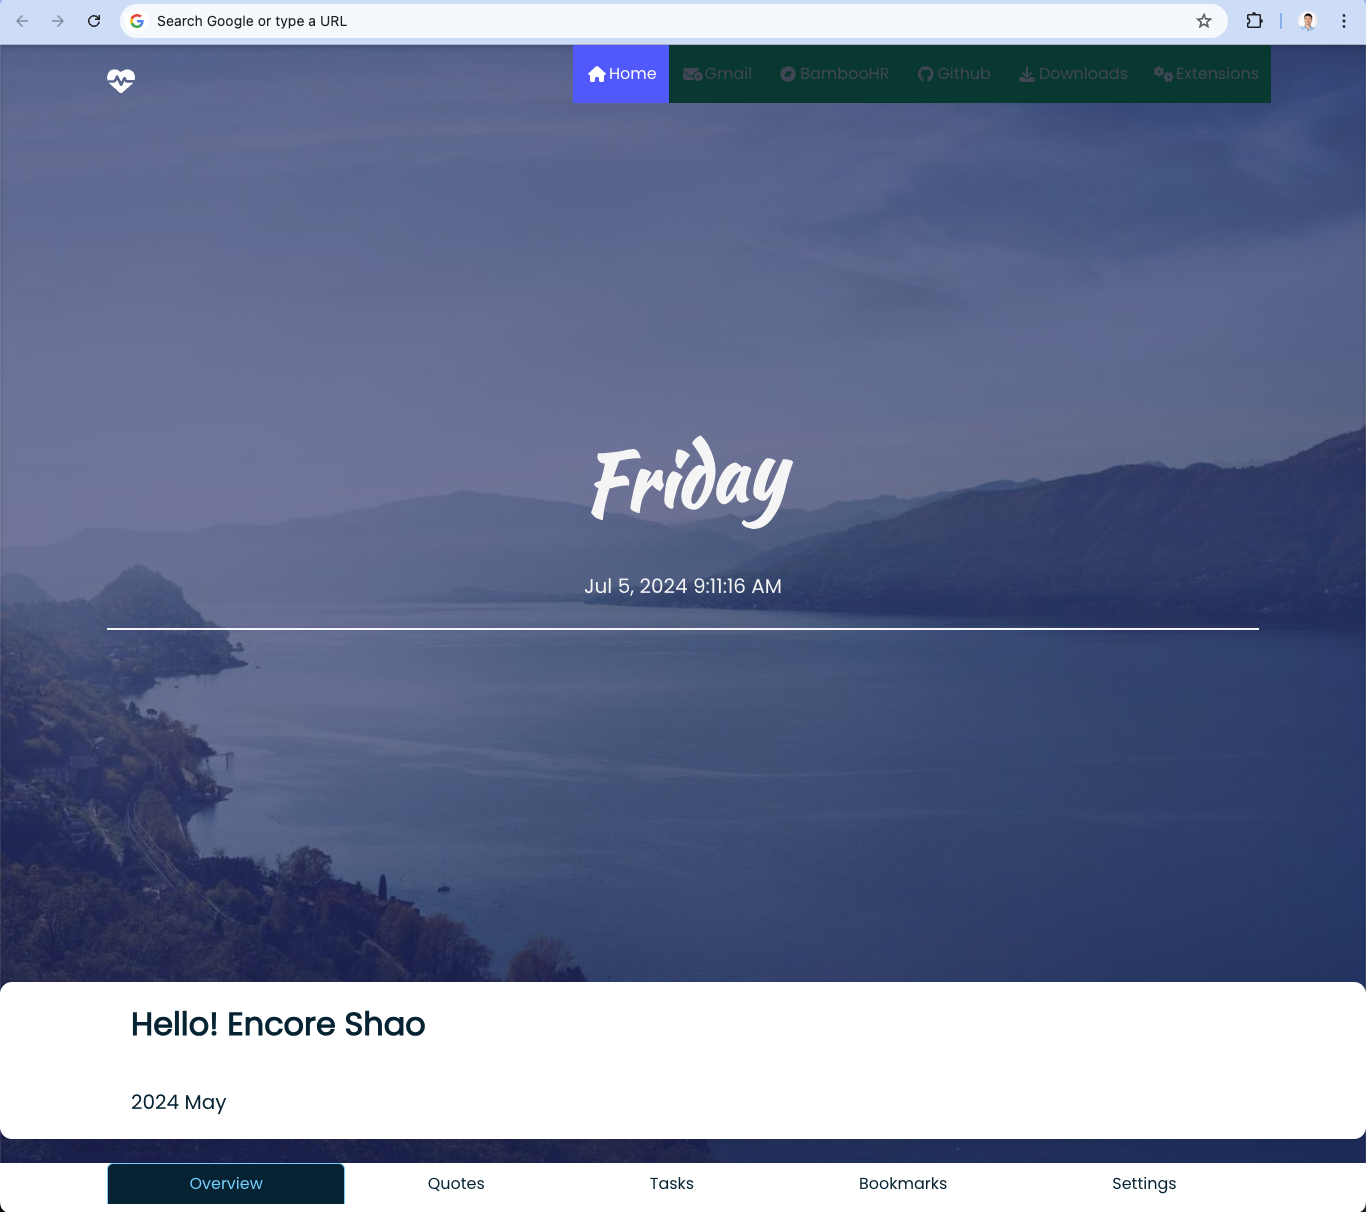 Search Google or type a URL
Home Gmail BambooHR Github Downloads Extensions
Friday
Jul 5, 2024 9:11:16 AM
Hello! Encore Shao
2024 May
Overview Quotes Tasks Bookmarks Settings